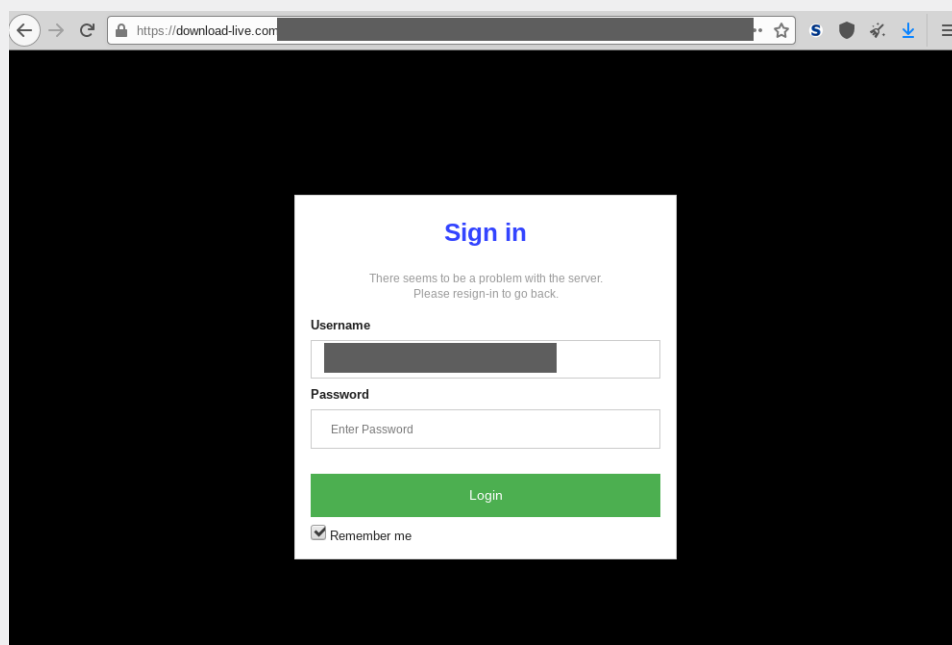 https://download-live.com
Sign in
There seems to be a problem with the server.
Please resign-in to go back.
Username
Password
Enter Password
Login
Remember me